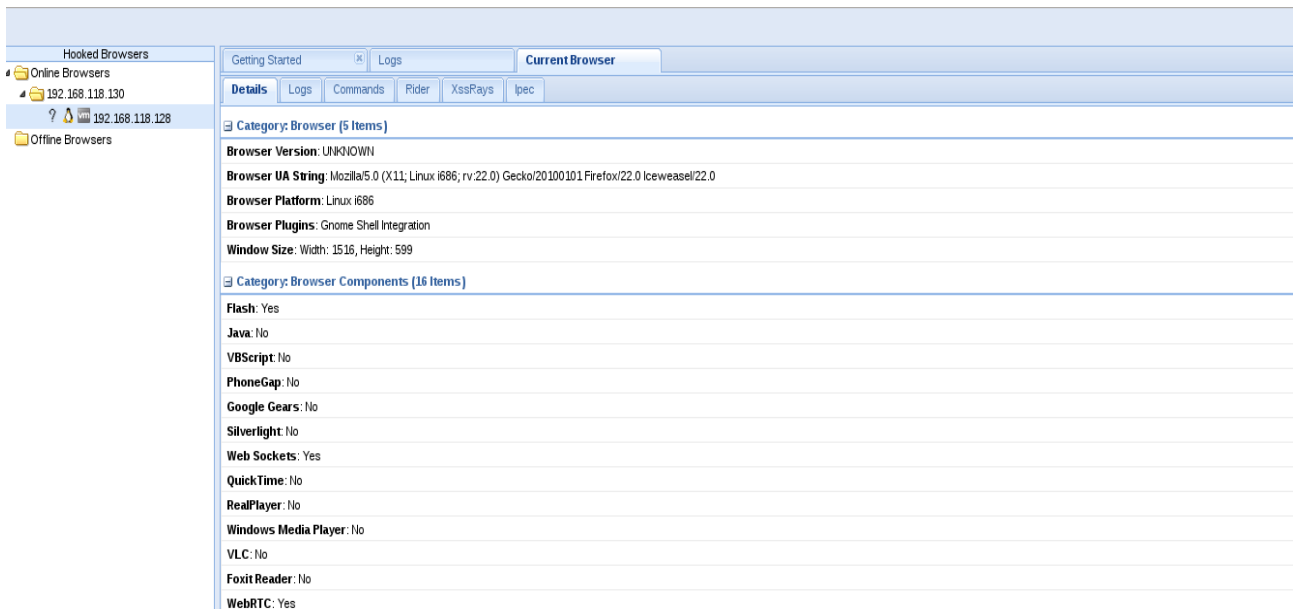 Hooked Browsers
Online Browsers
192.168.118.130
vm 192.168.118.128
Offline Browsers
Getting Started
Logs
Current Browser
Details
Logs
Commands
Rider
XssRays
Ipec
Category: Browser (5 Items)
Browser Version: UNKNOWN
Browser UA String: Mozilla/5.0 (X11; Linux i686; rv:22.0) Gecko/20100101 Firefox/22.0 Iceweasel/22.0
Browser Platform: Linux i686
Browser Plugins: Gnome Shell Integration
Window Size: Width: 1516, Height: 599
Category: Browser Components (16 Items)
Flash: Yes
Java: No
VBScript: No
PhoneGap: No
Google Gears: No
Silverlight: No
Web Sockets: Yes
QuickTime: No
RealPlayer: No
Windows Media Player: No
VLC: No
Foxit Reader: No
WebRTC: Yes